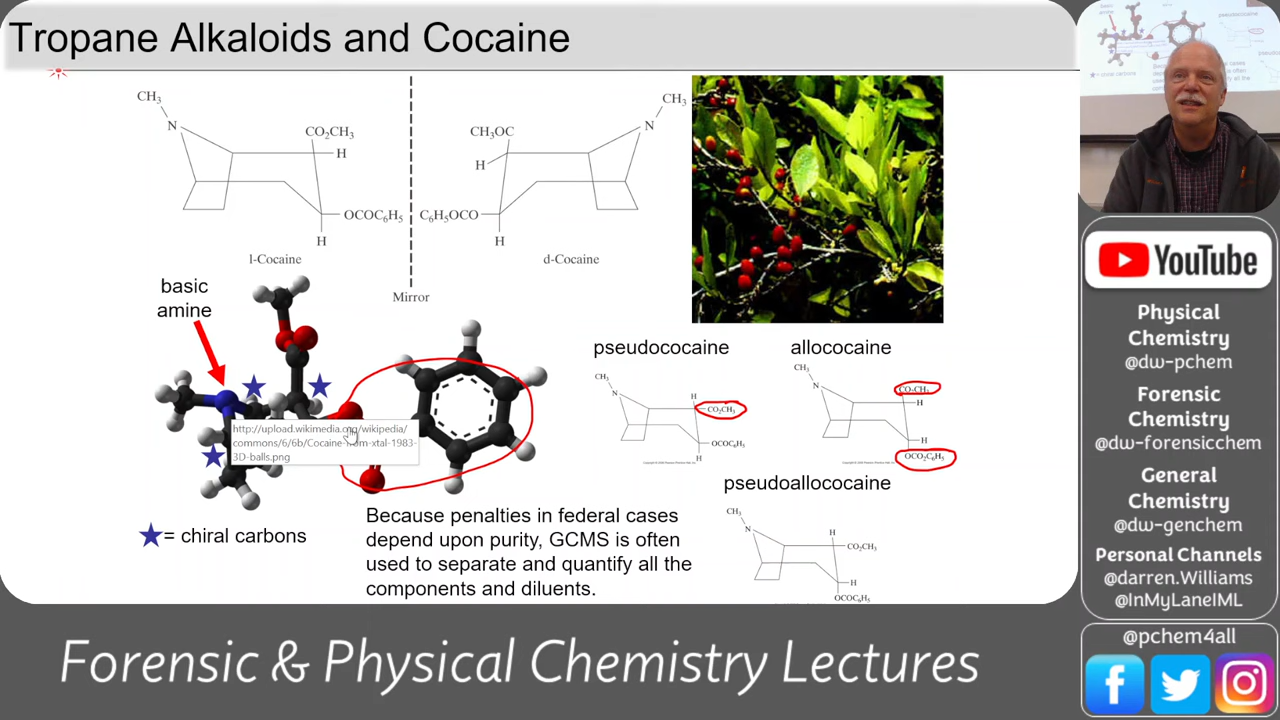 Tropane Alkaloids and Cocaine
CH₃
N
CO₂CH₃
H
OCOC₆H₅
H
l-Cocaine
Mirror
CH₃
N
CH₃OC
H
C₆H₅OCO
H
d-Cocaine
basic
amine
http://upload.wikimedia.org/wikipedia/
commons/6/6b/Cocaine-from-xtal-1983-
3D-balls.png
= chiral carbons
Because penalties in federal cases
depend upon purity, GCMS is often
used to separate and quantify all the
components and diluents.
pseudococaine
CH₃
N
H
CO₂CH₃
OCOC₆H₅
H
allococaine
CH₃
N
H
H
OCO₂C₆H₅
pseudoallococaine
CH₃
N
H
CO₂CH₃
H
OCOC₆H₅
YouTube
Physical
Chemistry
@dw-pchem
Forensic
Chemistry
@dw-forensicchem
General
Chemistry
@dw-genchem
Personal Channels
@darren.Williams
@InMyLaneIML
@pchem4all
Forensic & Physical Chemistry Lectures